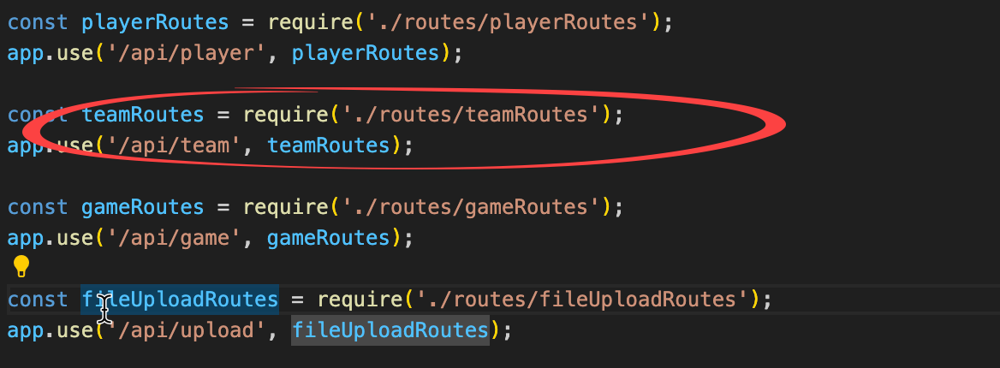 const playerRoutes = require('./routes/playerRoutes');
app.use('/api/player', playerRoutes);
const teamRoutes = require('./routes/teamRoutes');
app.use('/api/team', teamRoutes);
const gameRoutes = require('./routes/gameRoutes');
app.use('/api/game', gameRoutes);
const fileUploadRoutes = require('./routes/fileUploadRoutes');
app.use('/api/upload', fileUploadRoutes);